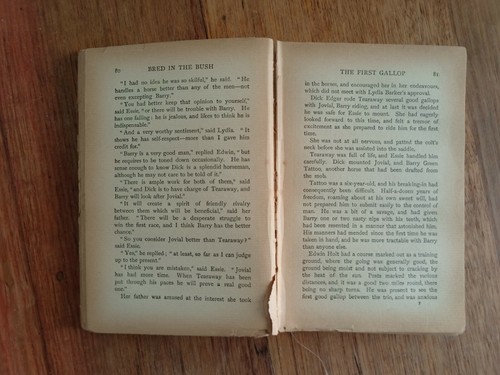 80 BRED IN THE BUSH
"I had no idea he was so skilful," he said. "He
handles a horse better than any of the men—not
even excepting Barry."
"You had better keep that opinion to yourself,"
said Essie, "or there will be trouble with Barry. He
has one failing: he is jealous, and likes to think he is
indispensable."
"And a very worthy sentiment," said Lydia. "It
shows he has self-respect—more than I gave him
credit for."
"Barry is a very good man," replied Edwin, "but
he requires to be toned down occasionally. He has
sense enough to know Dick is a splendid horseman,
although he may not care to be told of it."
"There is ample work for both of them," said
Essie, "and Dick is to have charge of Tearaway, and
Barry will look after Jovial."
"It will create a spirit of friendly rivalry
between them which will be beneficial," said her
father. "There will be a desperate struggle to
win the first race, and I think Barry has the better
chance."
"So you consider Jovial better than Tearaway?"
said Essie.
"Yes," he replied; "at least, so far as I can judge
up to the present."
"I think you are mistaken," said Essie. "Jovial
has had more time. When Tearaway has been
put through his paces he will prove a real good
one."
Her father was amused at the interest she took
THE FIRST GALLOP 81
in the horses, and encouraged her in her endeavours,
which did not meet with Lydia Barker's approval.
Dick Edgar rode Tearaway several good gallops
with Jovial, Barry riding, and at last it was decided
he was safe for Essie to mount. She had eagerly
looked forward to this time, and felt a tremor of
excitement as she prepared to ride him for the first
time.
She was not at all nervous, and patted the colt's
neck before she was assisted into the saddle.
Tearaway was full of life, and Essie handled him
carefully. Dick mounted Jovial, and Barry Gunn
Tatton, another horse that had been drafted from
the mob.
Tatton was a six-year-old, and his breaking-in had
consequently been difficult. Half-a-dozen years of
freedom, roaming about at his own sweet will, had
not prepared him to submit easily to the control of
man. He was a bit of a savage, and had given
Barry one or two nasty nips with his teeth, which
had been resented in a manner that astonished him.
His manners had mended since the first time he was
taken in hand, and he was more tractable with Barry
than anyone else.
Edwin Holt had a course marked out as a training
ground, where the going was generally good, the
ground being moist and not subject to cracking by
the heat of the sun. Posts marked the various
distances, and it was a good two miles round, there
being no sharp turns. He was present to see the
first good gallop between the trio, and was anxious